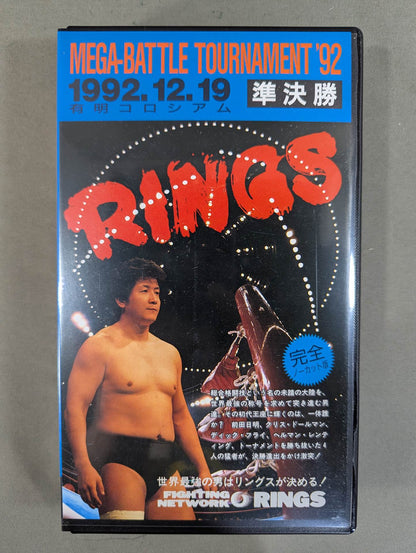 MEGA-BATTLE TOURNAMENT '92
1992.12.19
有明コロシアム
準決勝
RINGS
完全
ノーカット版
総合格闘技という名の未踏の大陸を、
世界最強の称号を求めて突き進む男
達。その初代王座に輝くのは、一体誰
か? 前田日明、クリス・ドールマン、
ディック・フライ、ヘルマン・レンテ
ィング、トーナメントを勝ち抜いた4
人の猛者が、決勝進出をかけ激突!
世界最強の男はリングスが決める!
FIGHTING
NETWORK RINGS